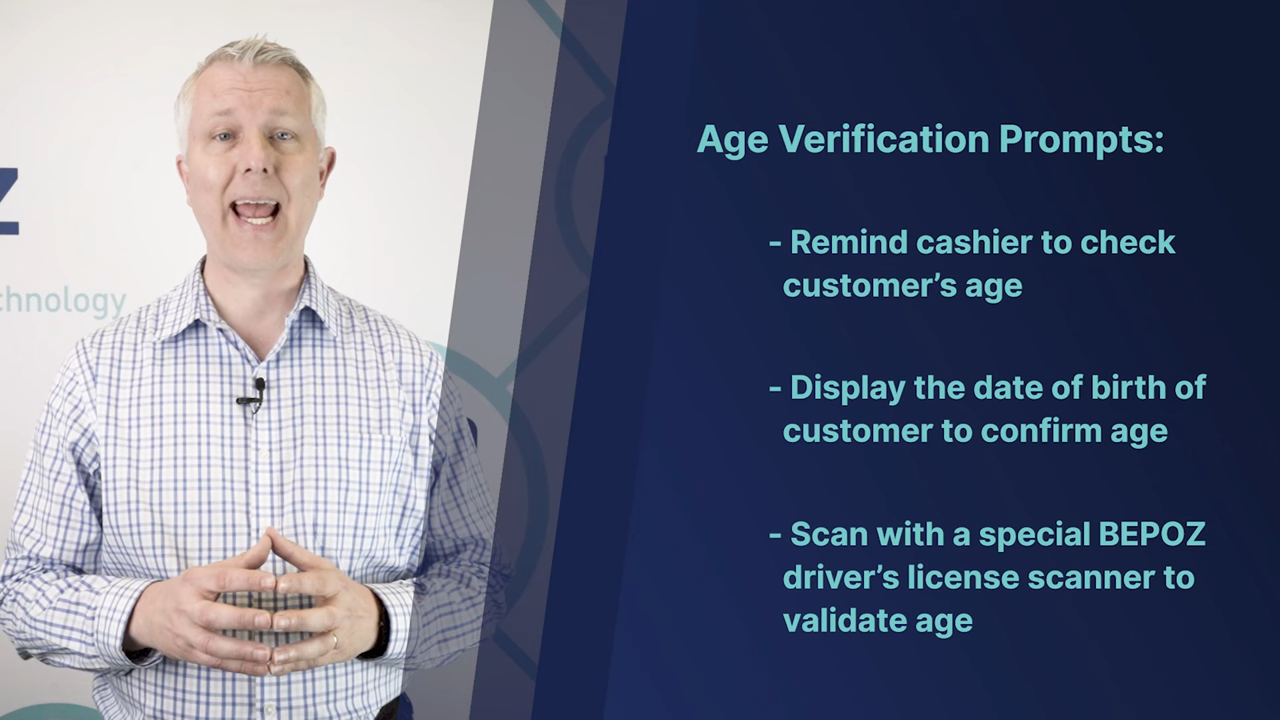 Z
chnology
Age Verification Prompts:
- Remind cashier to check
customer’s age
- Display the date of birth of
customer to confirm age
- Scan with a special BEPOZ
driver’s license scanner to
validate age